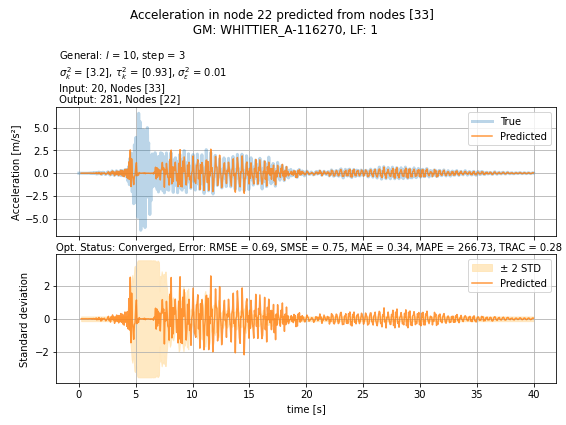 Acceleration in node 22 predicted from nodes [33]
GM: WHITTIER_A-116270, LF: 1
General: l = 10, step = 3
σ²ₖ = [3.2], τ²ₖ = [0.93], σ²ε = 0.01
Input: 20, Nodes [33]
Output: 281, Nodes [22]
Acceleration [m/s²]
5.0
2.5
0.0
−2.5
−5.0
True
Predicted
Opt. Status: Converged, Error: RMSE = 0.69, SMSE = 0.75, MAE = 0.34, MAPE = 266.73, TRAC = 0.28
Standard deviation
2
0
−2
± 2 STD
Predicted
0 5 10 15 20 25 30 35 40
time [s]